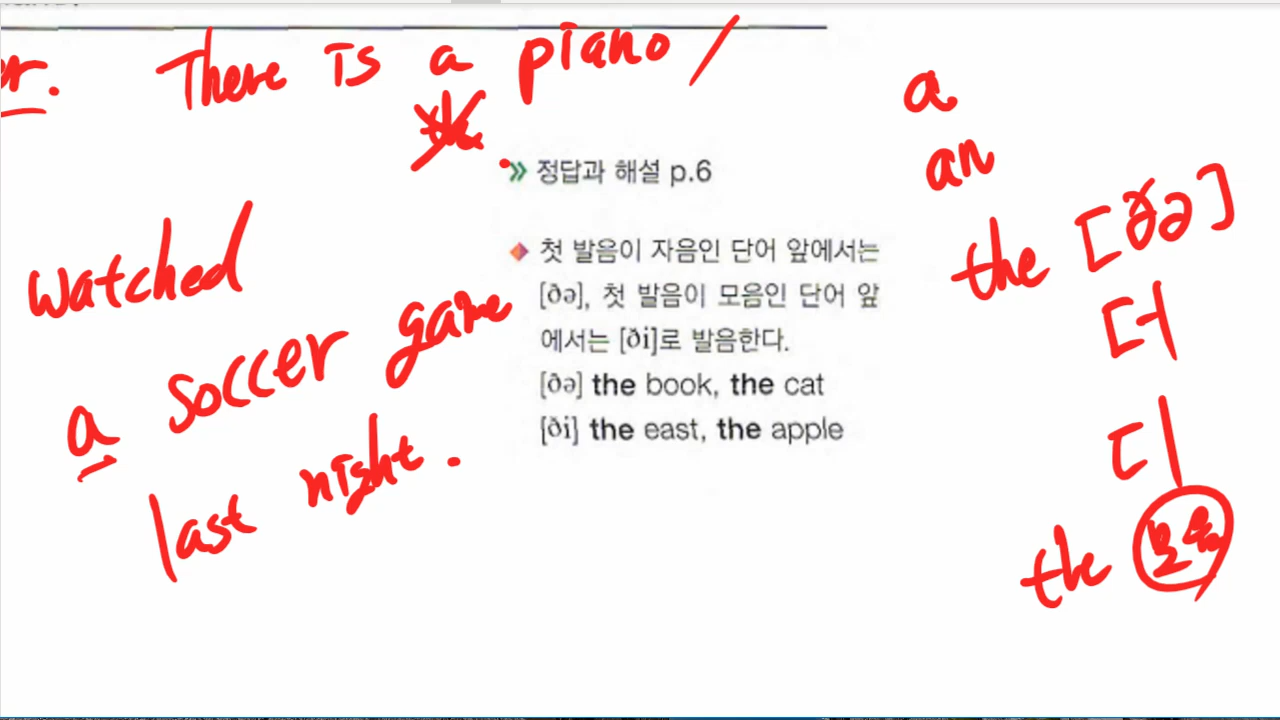 er. There is a piano /
the
watched
a soccer game
last night.
» 정답과 해설 p.6
첫 발음이 자음인 단어 앞에서는
[ðə], 첫 발음이 모음인 단어 앞
에서는 [ði]로 발음한다.
[ðə] the book, the cat
[ði] the east, the apple
a
an
the [ðə]
더
디
the 모음